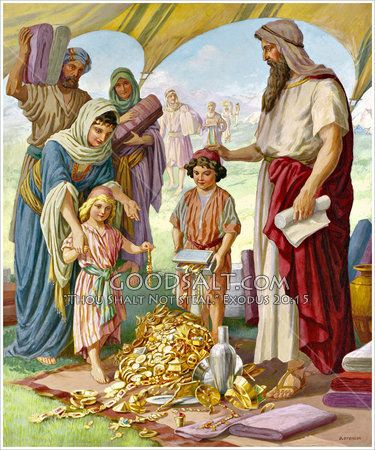 GOODSALT.COM
"THOU SHALT NOT STEAL." EXODUS 20:15